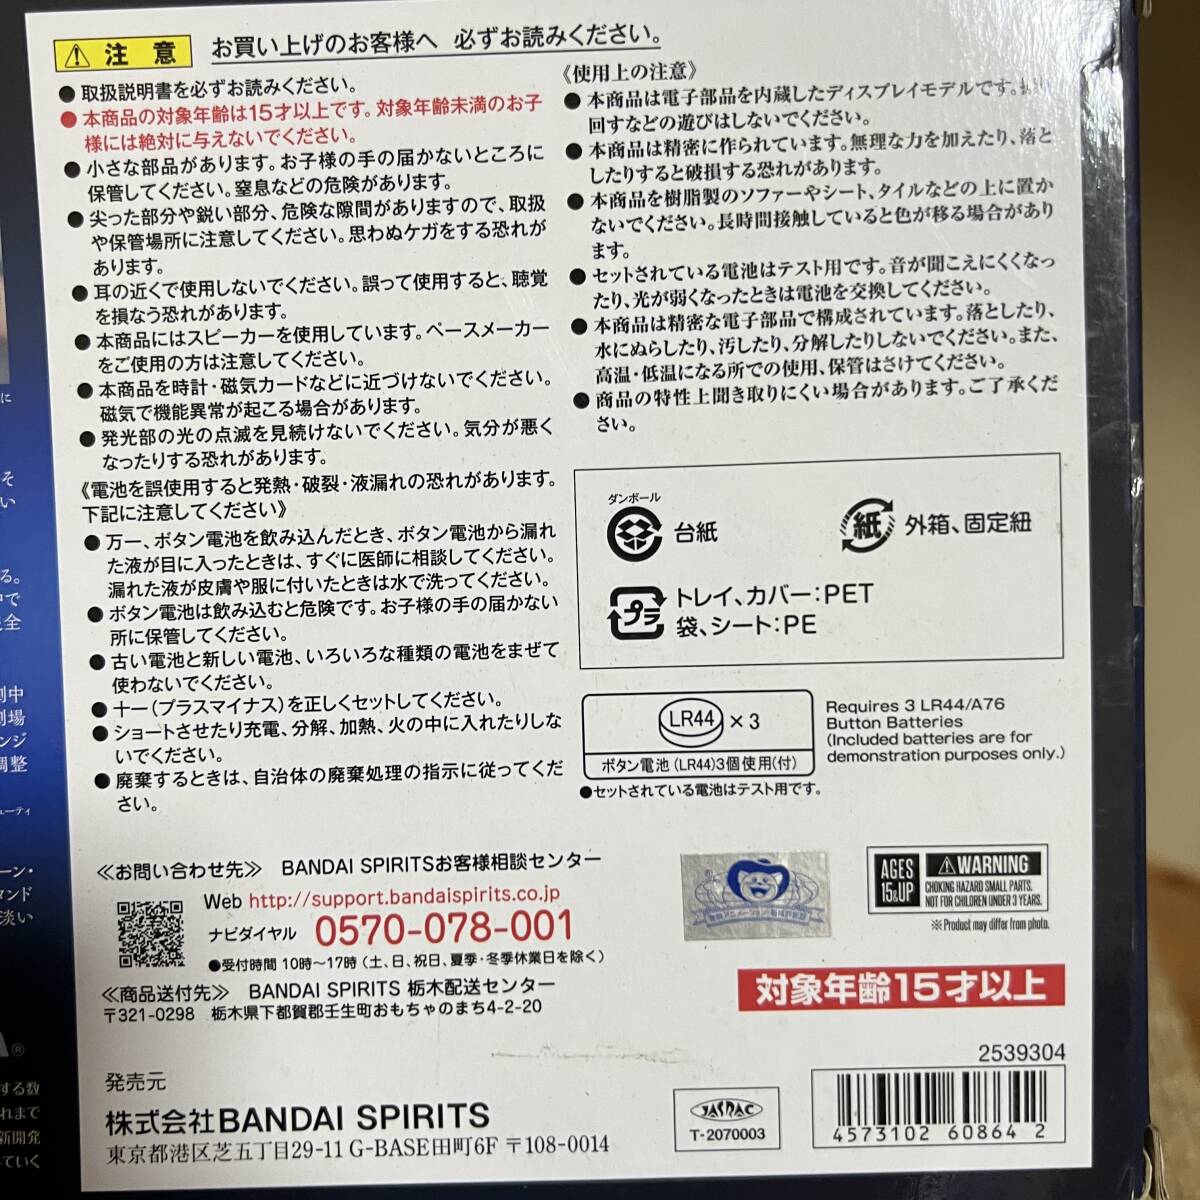 注意 お買い上げのお客様へ 必ずお読みください。
●取扱説明書を必ずお読みください。
●本商品の対象年齢は15才以上です。対象年齢未満のお子
様には絶対に与えないでください。
●小さな部品があります。お子様の手の届かないところに
保管してください。窒息などの危険があります。
●尖った部分や鋭い部分、危険な隙間がありますので、取扱
や保管場所に注意してください。思わぬケガをする恐れが
あります。
●耳の近くで使用しないでください。誤って使用すると、聴覚
を損なう恐れがあります。
●本商品にはスピーカーを使用しています。ペースメーカー
をご使用の方は注意してください。
●本商品を時計・磁気カードなどに近づけないでください。
磁気で機能異常が起こる場合があります。
●発光部の光の点滅を見続けないでください。気分が悪く
なったりする恐れがあります。
《電池を誤使用すると発熱・破裂・液漏れの恐れがあります。
下記に注意してください》
●万一、ボタン電池を飲み込んだとき、ボタン電池から漏れ
た液が目に入ったときは、すぐに医師に相談してください。
漏れた液が皮膚や服に付いたときは水で洗ってください。
●ボタン電池は飲み込むと危険です。お子様の手の届かない
所に保管してください。
●古い電池と新しい電池、いろいろな種類の電池をまぜて
使わないでください。
●＋－(プラスマイナス)を正しくセットしてください。
●ショートさせたり充電、分解、加熱、火の中に入れたりしな
いでください。
●廃棄するときは、自治体の廃棄処理の指示に従ってくだ
さい。
《使用上の注意》
●本商品は電子部品を内蔵したディスプレイモデルです。
回すなどの遊びはしないでください。
●本商品は精密に作られています。無理な力を加えたり、落と
したりすると破損する恐れがあります。
●本商品を樹脂製のソファーやシート、タイルなどの上に置か
ないでください。長時間接触していると色が移る場合があり
ます。
●セットされている電池はテスト用です。音が聞こえにくくなっ
たり、光が弱くなったときは電池を交換してください。
●本商品は精密な電子部品で構成されています。落としたり、
水にぬらしたり、汚したり、分解したりしないでください。また、
高温・低温になる所での使用、保管はさけてください。
●商品の特性上聞き取りにくい場合があります。ご了承くだ
さい。
ダンボール
台紙
紙 外箱、固定紐
プラ トレイ、カバー:PET
袋、シート:PE
LR44 ×3
ボタン電池(LR44)3個使用(付)
●セットされている電池はテスト用です。
Requires 3 LR44/A76
Button Batteries
(Included batteries are for
demonstration purposes only.)
≪お問い合わせ先≫ BANDAI SPIRITSお客様相談センター
Web http://support.bandaispirits.co.jp
ナビダイヤル 0570-078-001
●受付時間 10時～17時(土、日、祝日、夏季・冬季休業日を除く)
≪商品送付先≫ BANDAI SPIRITS 栃木配送センター
〒321-0298 栃木県下都賀郡壬生町おもちゃのまち4-2-20
AGES
15&UP
WARNING
CHOKING HAZARD SMALL PARTS.
NOT FOR CHILDREN UNDER 3 YEARS.
※Product may differ from photo.
対象年齢15才以上
2539304
発売元
株式会社BANDAI SPIRITS
東京都港区芝五丁目29-11 G-BASE田町6F 〒108-0014
JASRAC
T-2070003
4573102 60864 2